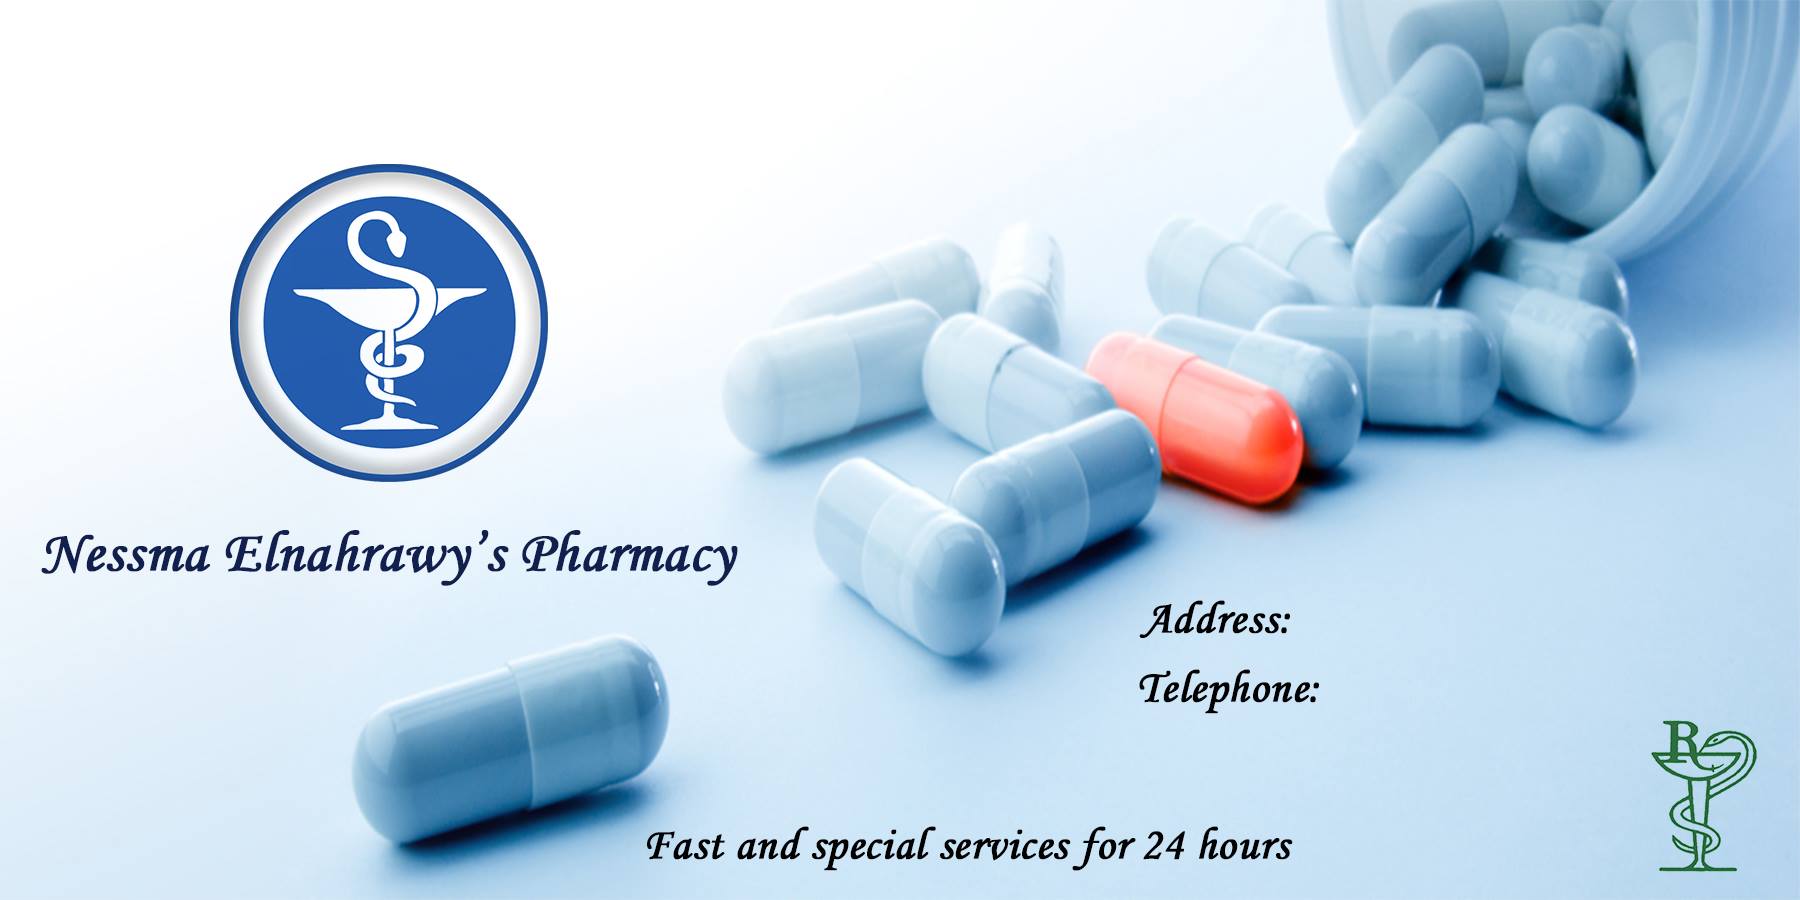 Nessma Elnahrawy’s Pharmacy
Address:
Telephone:
Fast and special services for 24 hours
R